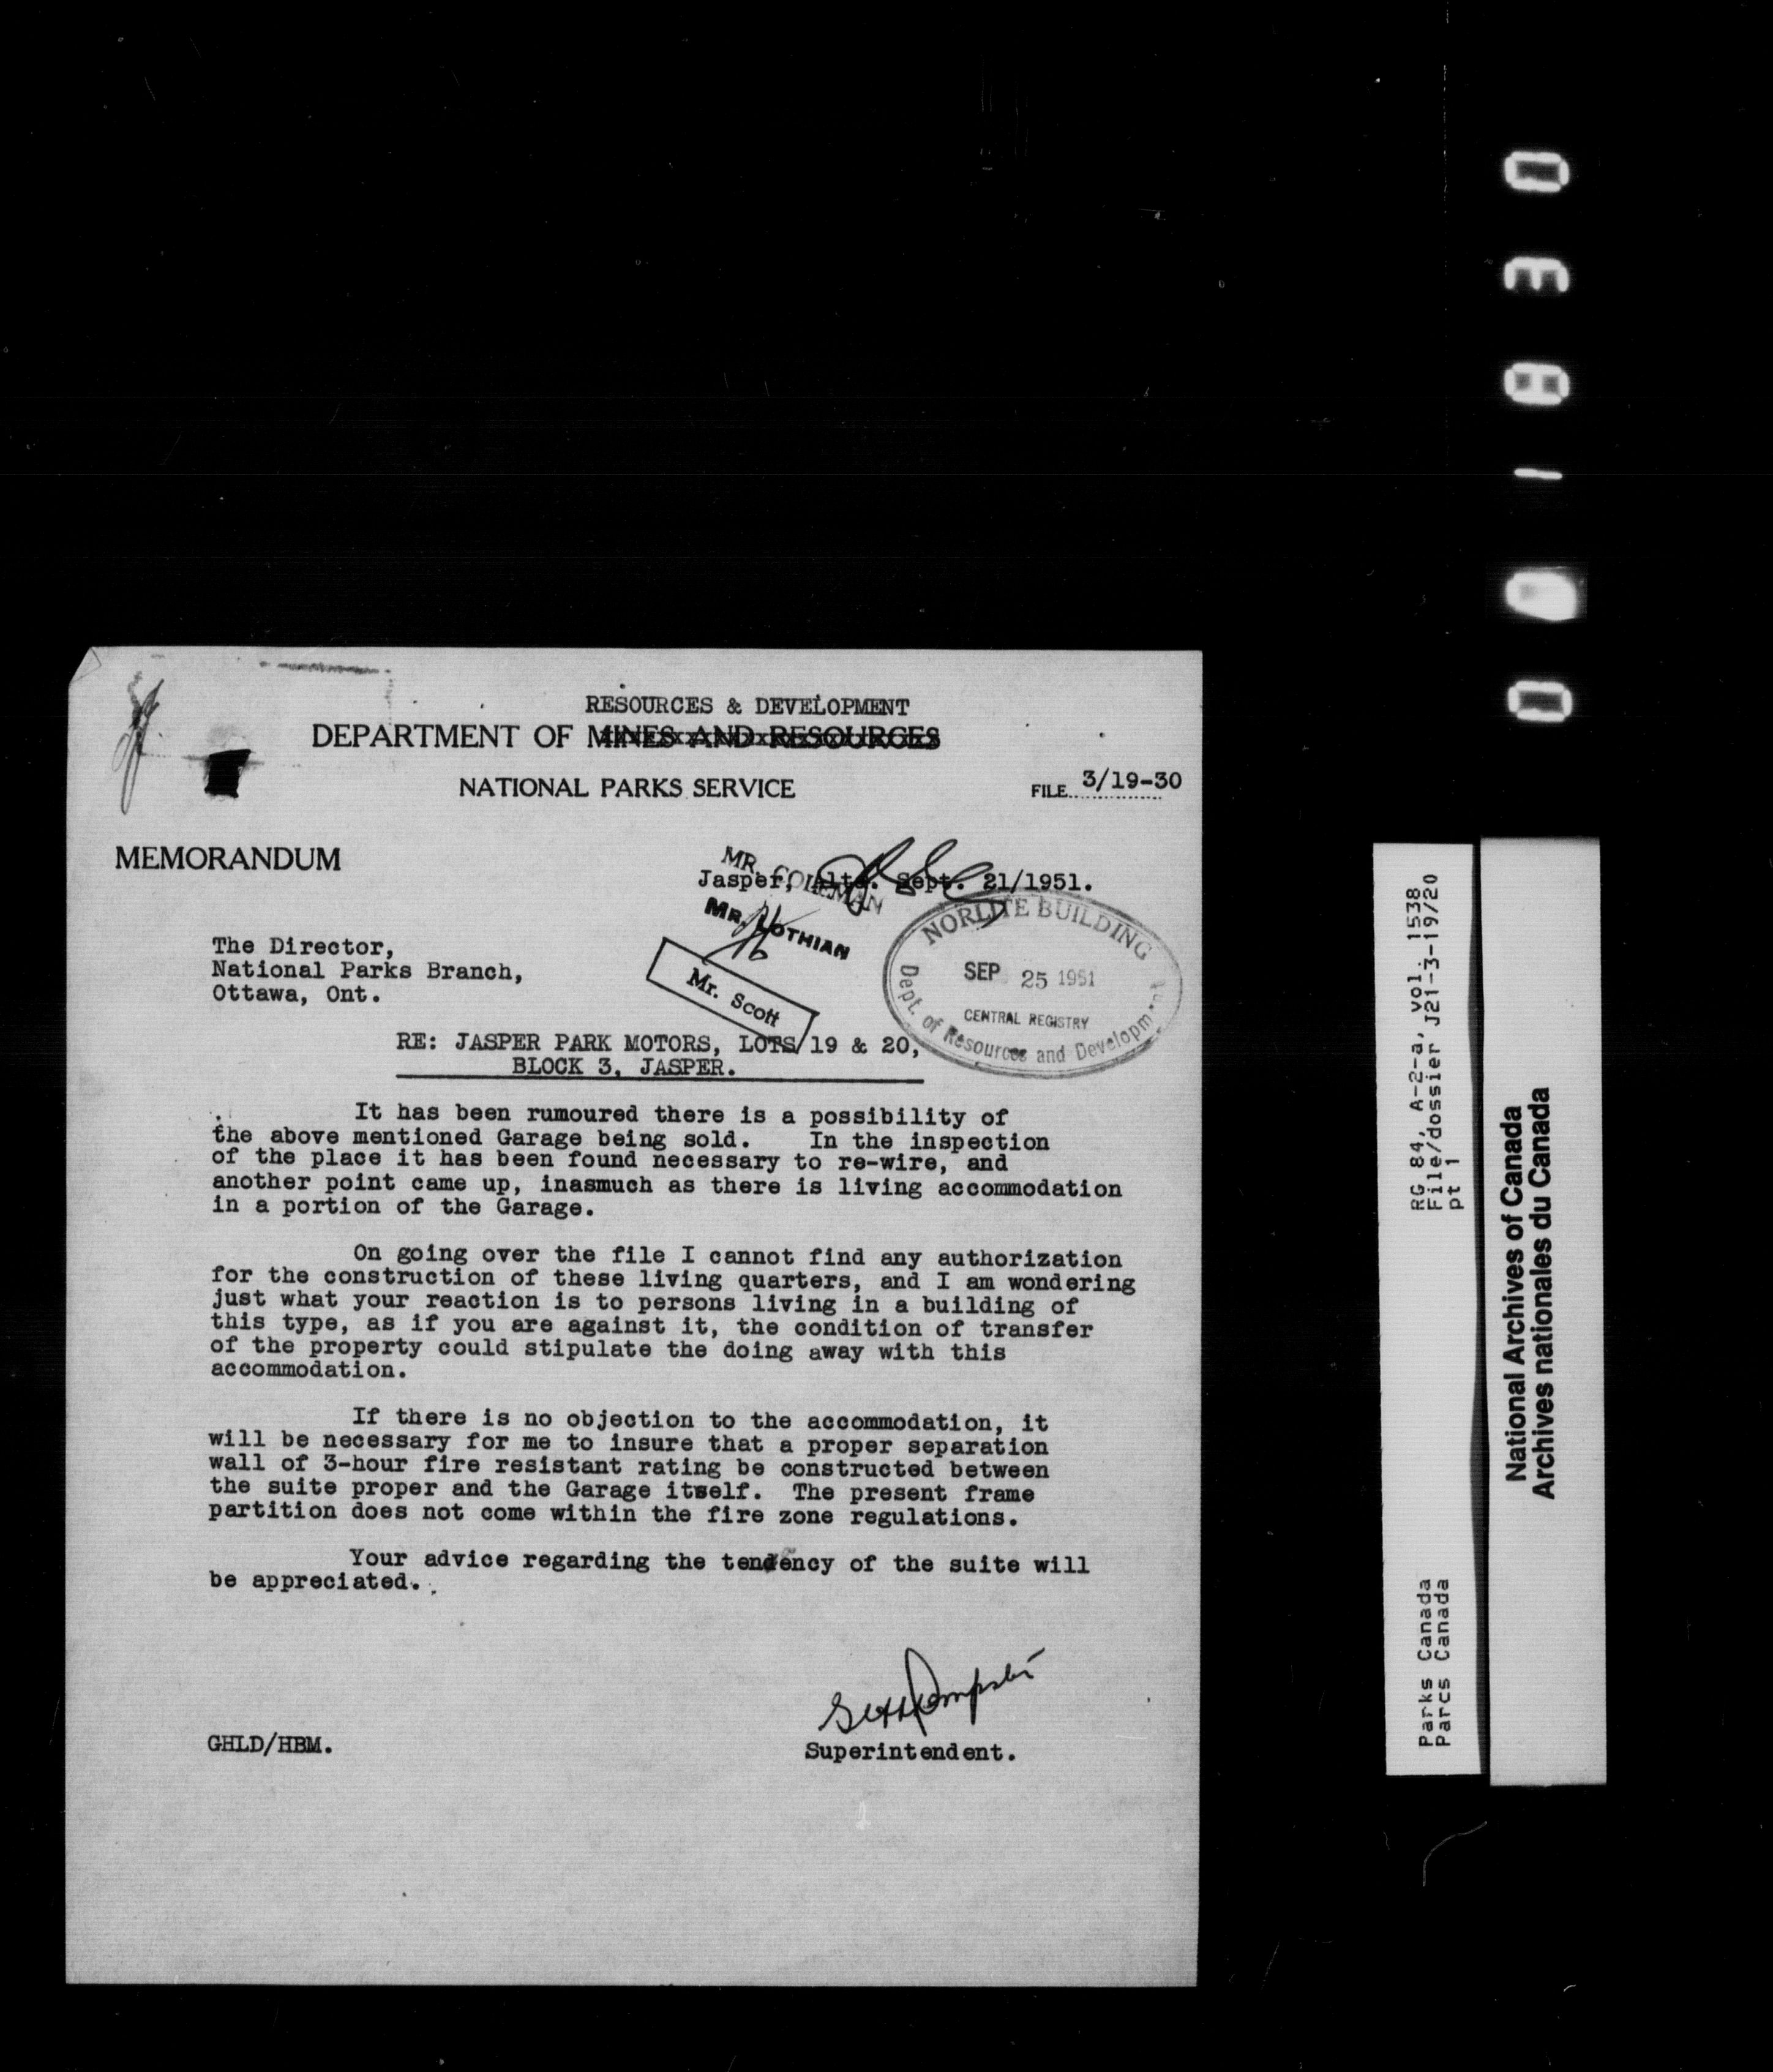 RESOURCES & DEVELOPMENT
DEPARTMENT OF MINES AND RESOURCES
NATIONAL PARKS SERVICE
FILE 3/19-30
MEMORANDUM
MR. COLEMAN
Jasper, Alta. Sept. 21/1951.
MR. LOTHIAN
Mr. Scott
NORLITE BUILDING
SEP 25 1951
CENTRAL REGISTRY
Dept. of Resources and Development
The Director,
National Parks Branch,
Ottawa, Ont.
RE: JASPER PARK MOTORS, LOTS 19 & 20,
BLOCK 3, JASPER.
It has been rumoured there is a possibility of
the above mentioned Garage being sold. In the inspection
of the place it has been found necessary to re-wire, and
another point came up, inasmuch as there is living accommodation
in a portion of the Garage.
On going over the file I cannot find any authorization
for the construction of these living quarters, and I am wondering
just what your reaction is to persons living in a building of
this type, as if you are against it, the condition of transfer
of the property could stipulate the doing away with this
accommodation.
If there is no objection to the accommodation, it
will be necessary for me to insure that a proper separation
wall of 3-hour fire resistant rating be constructed between
the suite proper and the Garage itself. The present frame
partition does not come within the fire zone regulations.
Your advice regarding the tendency of the suite will
be appreciated.
GHLD/HBM.
Superintendent.
RG 84, A-2-a, vol. 1538,
File/dossier J21-3-19/20
pt 1
Parks Canada
Parcs Canada
National Archives of Canada
Archives nationales du Canada